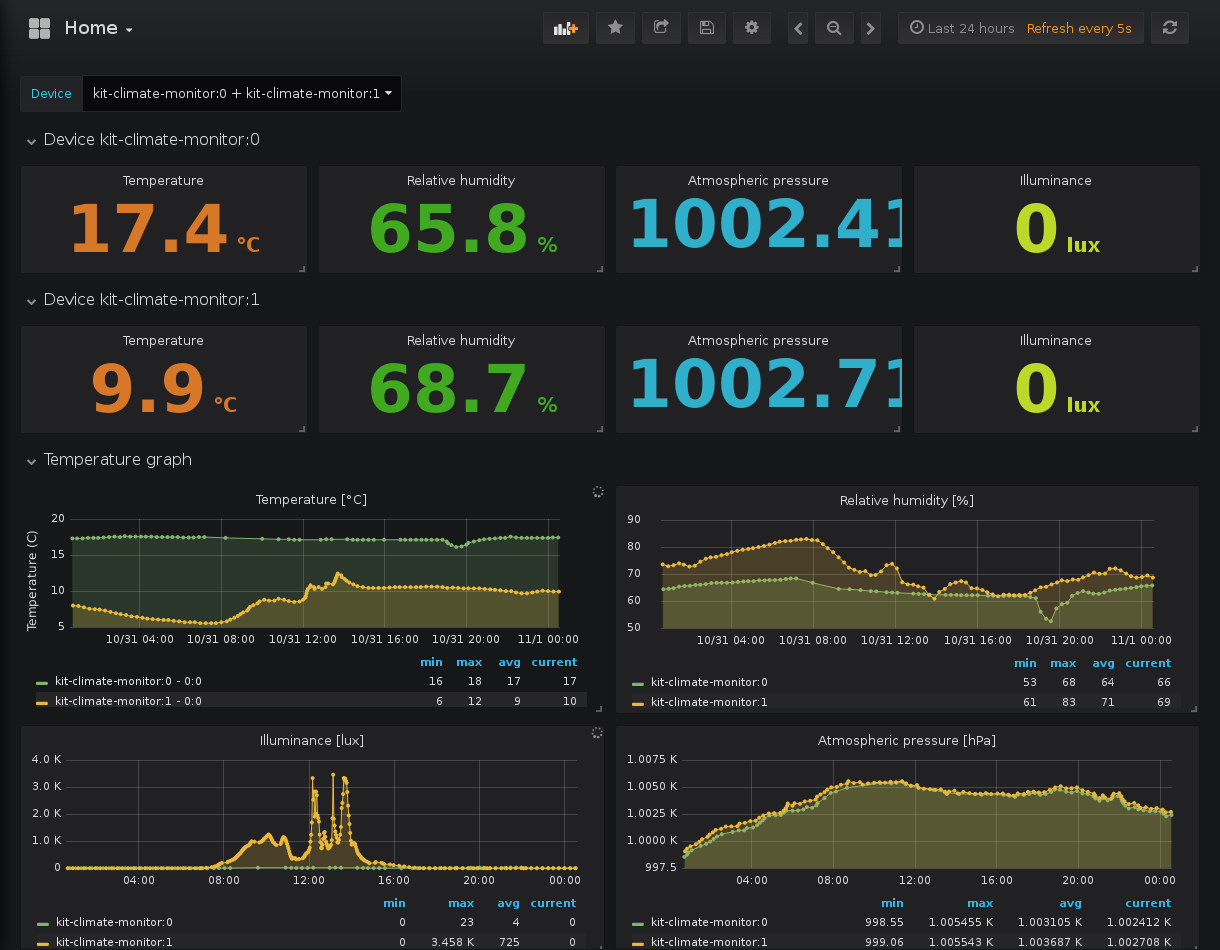 Home
Last 24 hours Refresh every 5s
Device kit-climate-monitor:0 + kit-climate-monitor:1
Device kit-climate-monitor:0
Temperature Relative humidity Atmospheric pressure Illuminance
17.4 °C 65.8 % 1002.41 0 lux
Device kit-climate-monitor:1
Temperature Relative humidity Atmospheric pressure Illuminance
9.9 °C 68.7 % 1002.71 0 lux
Temperature graph
Temperature [°C]
Temperature (C)
20
15
10
5
10/31 04:00 10/31 08:00 10/31 12:00 10/31 16:00 10/31 20:00 11/1 00:00
min max avg current
kit-climate-monitor:0 - 0:0 16 18 17 17
kit-climate-monitor:1 - 0:0 6 12 9 10
Relative humidity [%]
90
80
70
60
50
10/31 04:00 10/31 08:00 10/31 12:00 10/31 16:00 10/31 20:00 11/1 00:00
min max avg current
kit-climate-monitor:0 53 68 64 66
kit-climate-monitor:1 61 83 71 69
Illuminance [lux]
4.0 K
3.0 K
2.0 K
1.0 K
0
04:00 08:00 12:00 16:00 20:00 00:00
min max avg current
kit-climate-monitor:0 0 23 4 0
kit-climate-monitor:1 0 3.458 K 725 0
Atmospheric pressure [hPa]
1.0075 K
1.0050 K
1.0025 K
1.0000 K
997.5
04:00 08:00 12:00 16:00 20:00 00:00
min max avg current
kit-climate-monitor:0 998.55 1.005455 K 1.003105 K 1.002412 K
kit-climate-monitor:1 999.06 1.005543 K 1.003687 K 1.002708 K